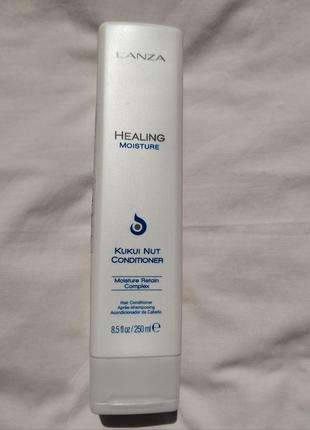 L'ANZA
HEALING
MOISTURE
KUKUI NUT
CONDITIONER
Moisture Retain
Complex
Hair Conditioner
Après-shampooing
Acondicionador de Cabello
8.5 fl oz / 250 ml ℮